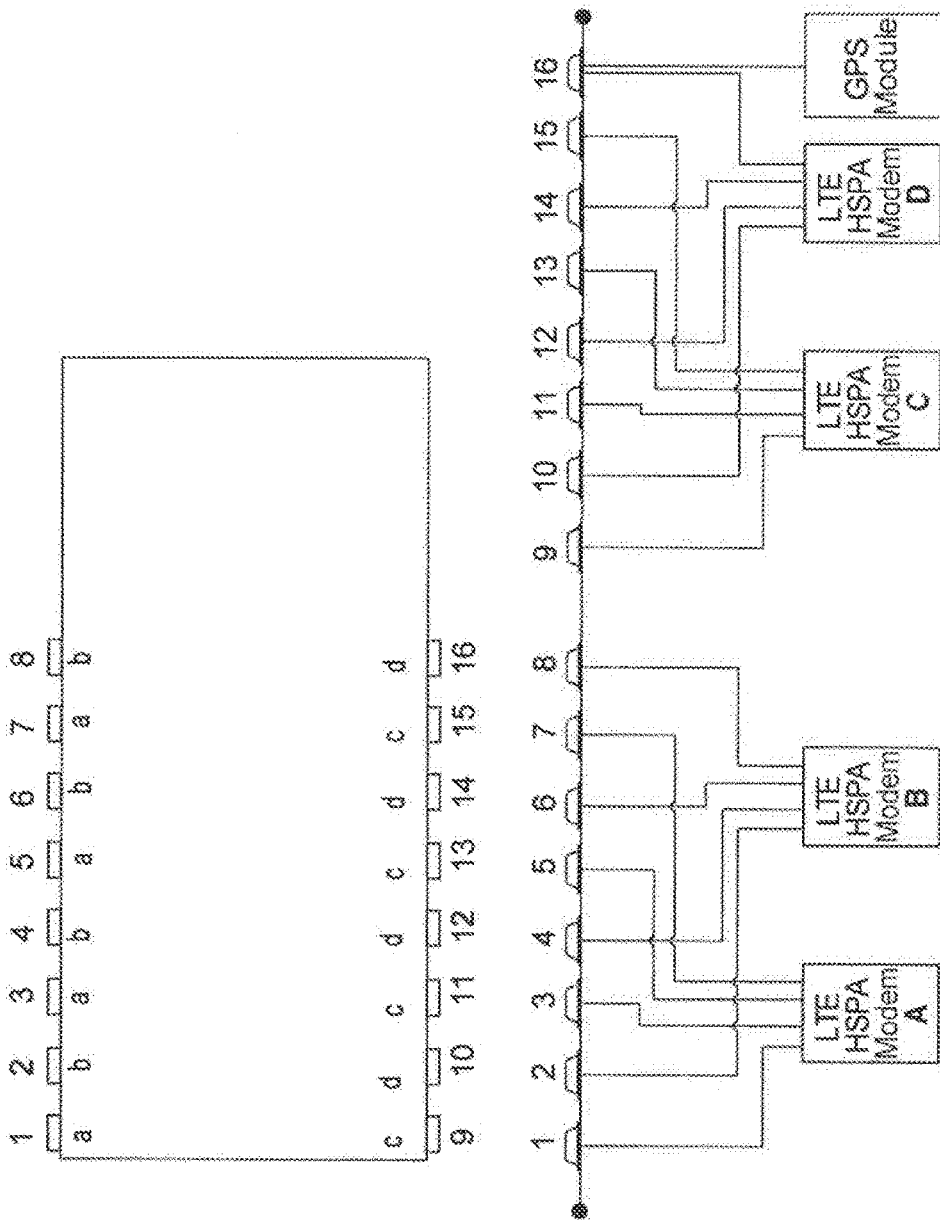 1 2 3 4 5 6 7 8
a b a b a b a b
c d c d c d c d
9 10 11 12 13 14 15 16
1 2 3 4 5 6 7 8 9 10 11 12 13 14 15 16
LTE
HSPA
Modem
A
LTE
HSPA
Modem
B
LTE
HSPA
Modem
C
LTE
HSPA
Modem
D
GPS
Module